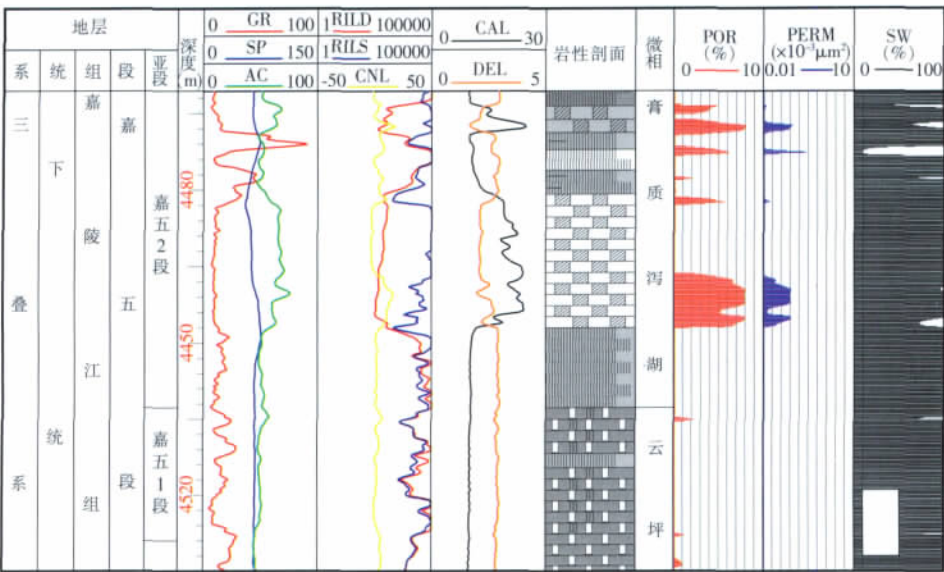 地层
系 统 组 段 亚段
深度(m)
0 GR 100
0 SP 150
0 AC 100
1 RILD 100000
1 RILS 100000
-50 CNL 50
0 CAL 30
0 DEL 5
岩性剖面
微相
POR
(%)
0 10
PERM
(×10⁻³μm²)
0.01 10
SW
(%)
0 100
三叠系
下统
嘉陵江组
嘉五段
嘉五2段
嘉五1段
4480
4450
4520
膏质泻湖
云坪